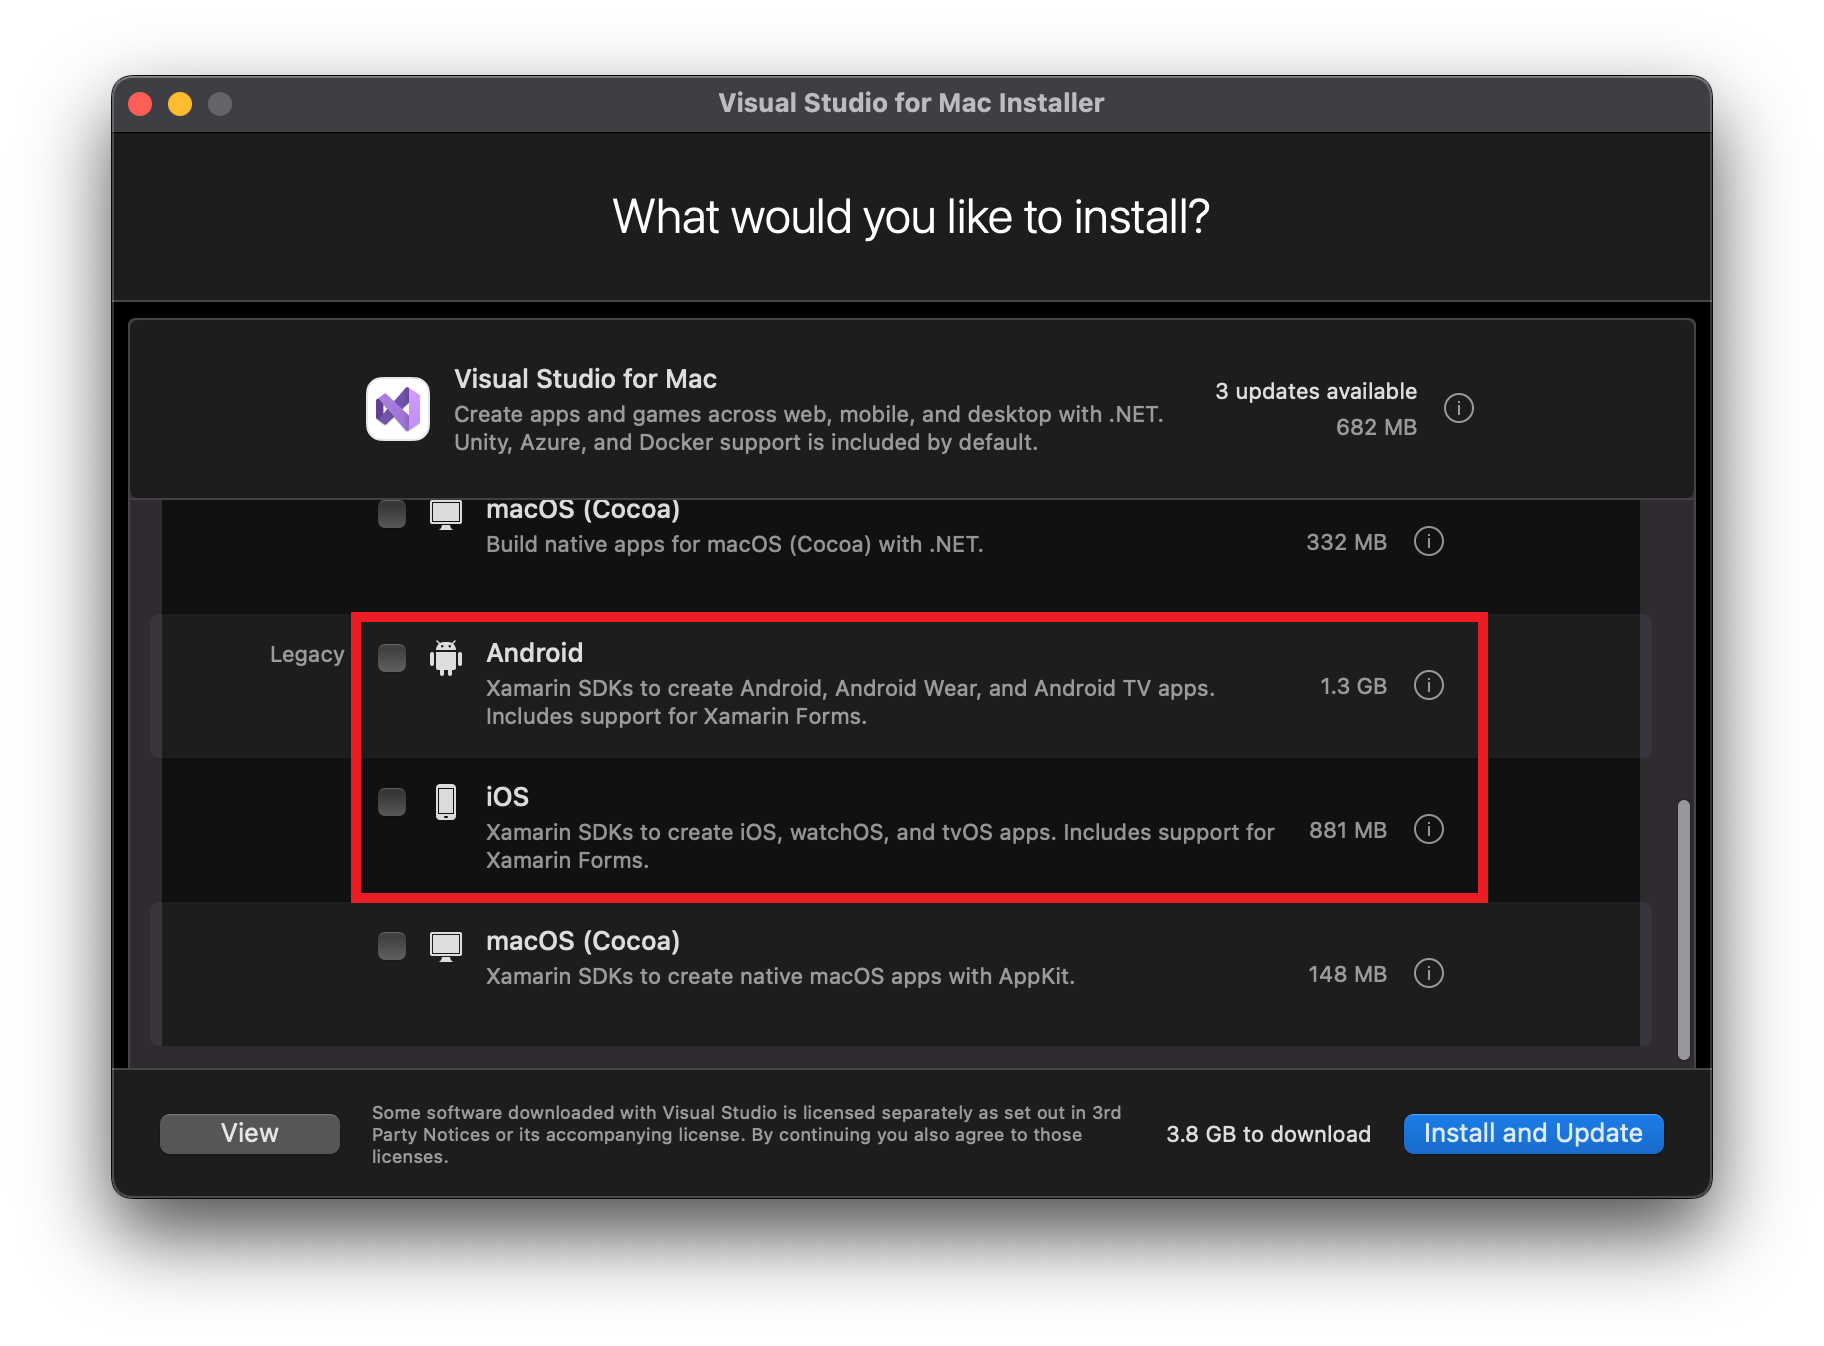 Visual Studio for Mac Installer
What would you like to install?
Visual Studio for Mac
Create apps and games across web, mobile, and desktop with .NET.
Unity, Azure, and Docker support is included by default.
3 updates available
682 MB
macOS (Cocoa)
Build native apps for macOS (Cocoa) with .NET.
332 MB
Legacy
Android
Xamarin SDKs to create Android, Android Wear, and Android TV apps.
Includes support for Xamarin Forms.
1.3 GB
iOS
Xamarin SDKs to create iOS, watchOS, and tvOS apps. Includes support for
Xamarin Forms.
881 MB
macOS (Cocoa)
Xamarin SDKs to create native macOS apps with AppKit.
148 MB
View
Some software downloaded with Visual Studio is licensed separately as set out in 3rd
Party Notices or its accompanying license. By continuing you also agree to those
licenses.
3.8 GB to download
Install and Update